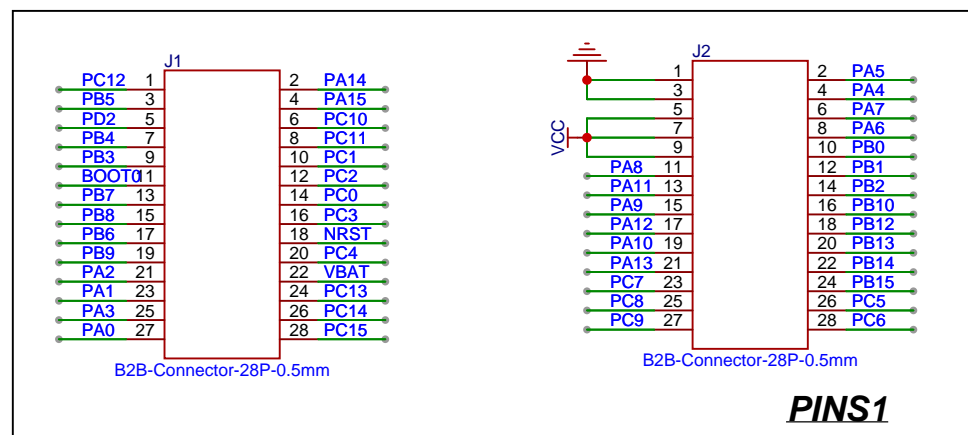 J1
PC12 1 2 PA14
PB5 3 4 PA15
PD2 5 6 PC10
PB4 7 8 PC11
PB3 9 10 PC1
BOOT0 11 12 PC2
PB7 13 14 PC0
PB8 15 16 PC3
PB6 17 18 NRST
PB9 19 20 PC4
PA2 21 22 VBAT
PA1 23 24 PC13
PA3 25 26 PC14
PA0 27 28 PC15
B2B-Connector-28P-0.5mm
J2
1 2 PA5
3 4 PA4
5 6 PA7
VCC 7 8 PA6
9 10 PB0
PA8 11 12 PB1
PA11 13 14 PB2
PA9 15 16 PB10
PA12 17 18 PB12
PA10 19 20 PB13
PA13 21 22 PB14
PC7 23 24 PB15
PC8 25 26 PC5
PC9 27 28 PC6
B2B-Connector-28P-0.5mm
PINS1